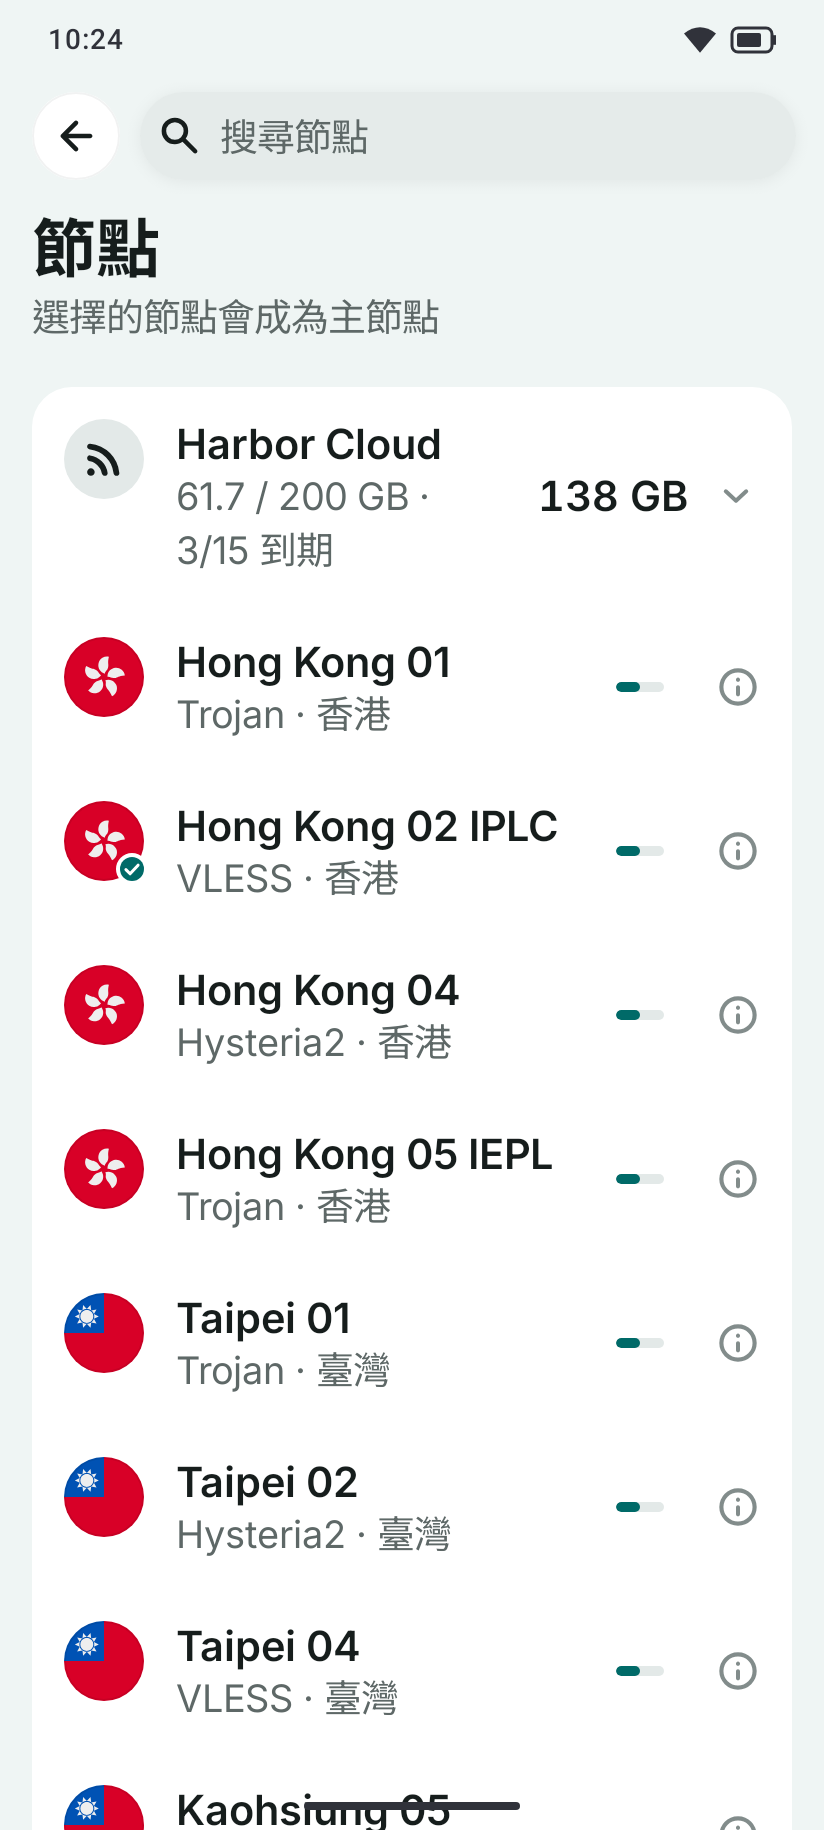 10:24
搜尋節點
節點
選擇的節點會成為主節點
Harbor Cloud
61.7 / 200 GB ·
3/15 到期
138 GB
Hong Kong 01
Trojan · 香港
Hong Kong 02 IPLC
VLESS · 香港
Hong Kong 04
Hysteria2 · 香港
Hong Kong 05 IEPL
Trojan · 香港
Taipei 01
Trojan · 臺灣
Taipei 02
Hysteria2 · 臺灣
Taipei 04
VLESS · 臺灣
Kaohsiung 05